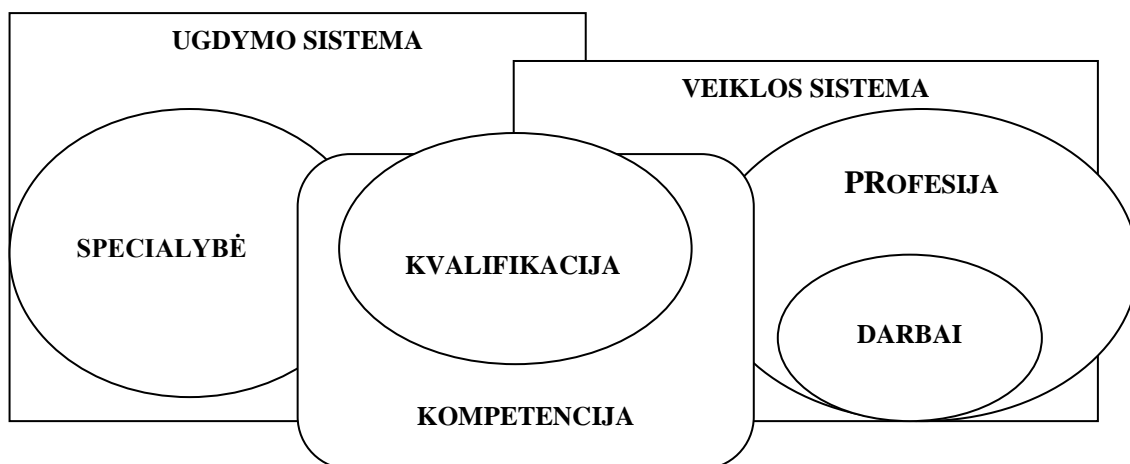 UGDYMO SISTEMA
VEIKLOS SISTEMA
SPECIALYBĖ
KVALIFIKACIJA
PROFESIJA
DARBAI
KOMPETENCIJA